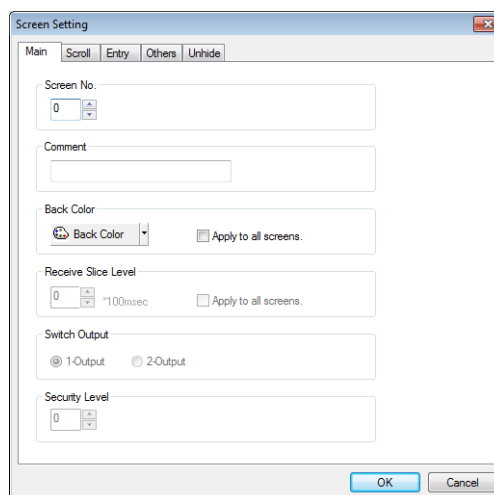 Screen Setting
Main Scroll Entry Others Unhide
Screen No.
0
Comment
Back Color
Back Color Apply to all screens.
Receive Slice Level
0 *100msec Apply to all screens.
Switch Output
1-Output 2-Output
Security Level
0
OK Cancel